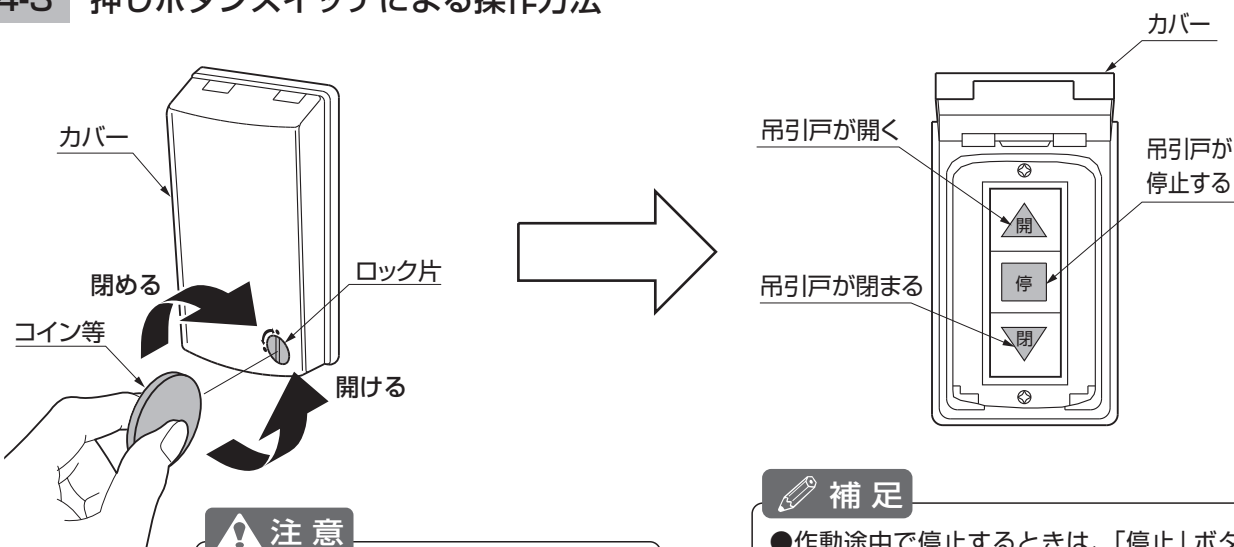 4-3 押しボタンスイッチによる操作方法
カバー
閉める
コイン等
ロック片
開ける
カバー
吊引戸が開く
吊引戸が
停止する
吊引戸が閉まる
開
停
閉
注 意
補 足
●作動途中で停止するときは、「停止」ボタ